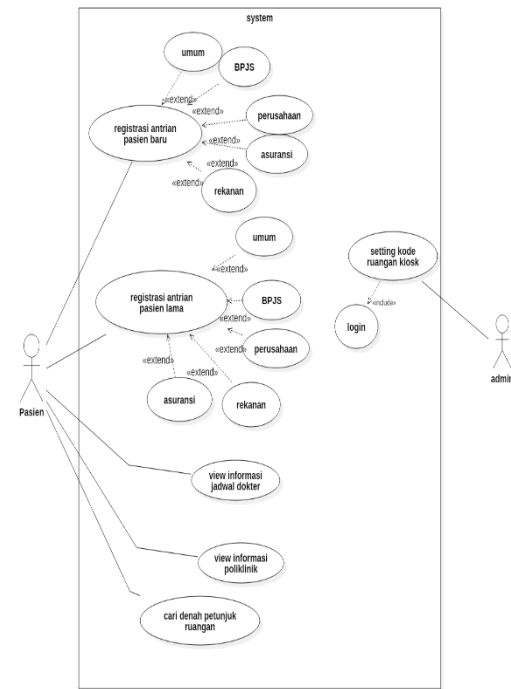 system
umum
BPJS
«extend»
«extend»
perusahaan
registrasi antrian
pasien baru
«extend»
asuransi
«extend»
«extend»
rekanan
umum
setting kode
ruangan kiosk
«extend»
registrasi antrian
pasien lama
BPJS
«include»
«extend»
login
perusahaan
«extend»
«extend»
«extend»
asuransi
rekanan
Pasien
admin
view informasi
jadwal dokter
view informasi
poliklinik
cari denah petunjuk
ruangan